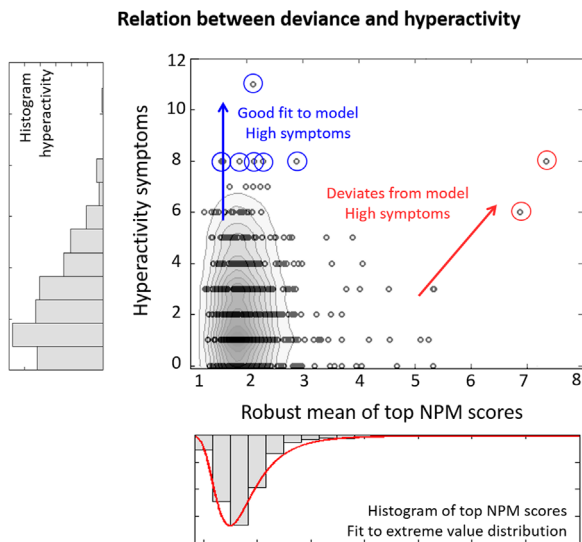 Relation between deviance and hyperactivity
Histogram
hyperactivity
Hyperactivity symptoms
12
10
8
6
4
2
0
Good fit to model
High symptoms
Deviates from model
High symptoms
1 2 3 4 5 6 7 8
Robust mean of top NPM scores
Histogram of top NPM scores
Fit to extreme value distribution